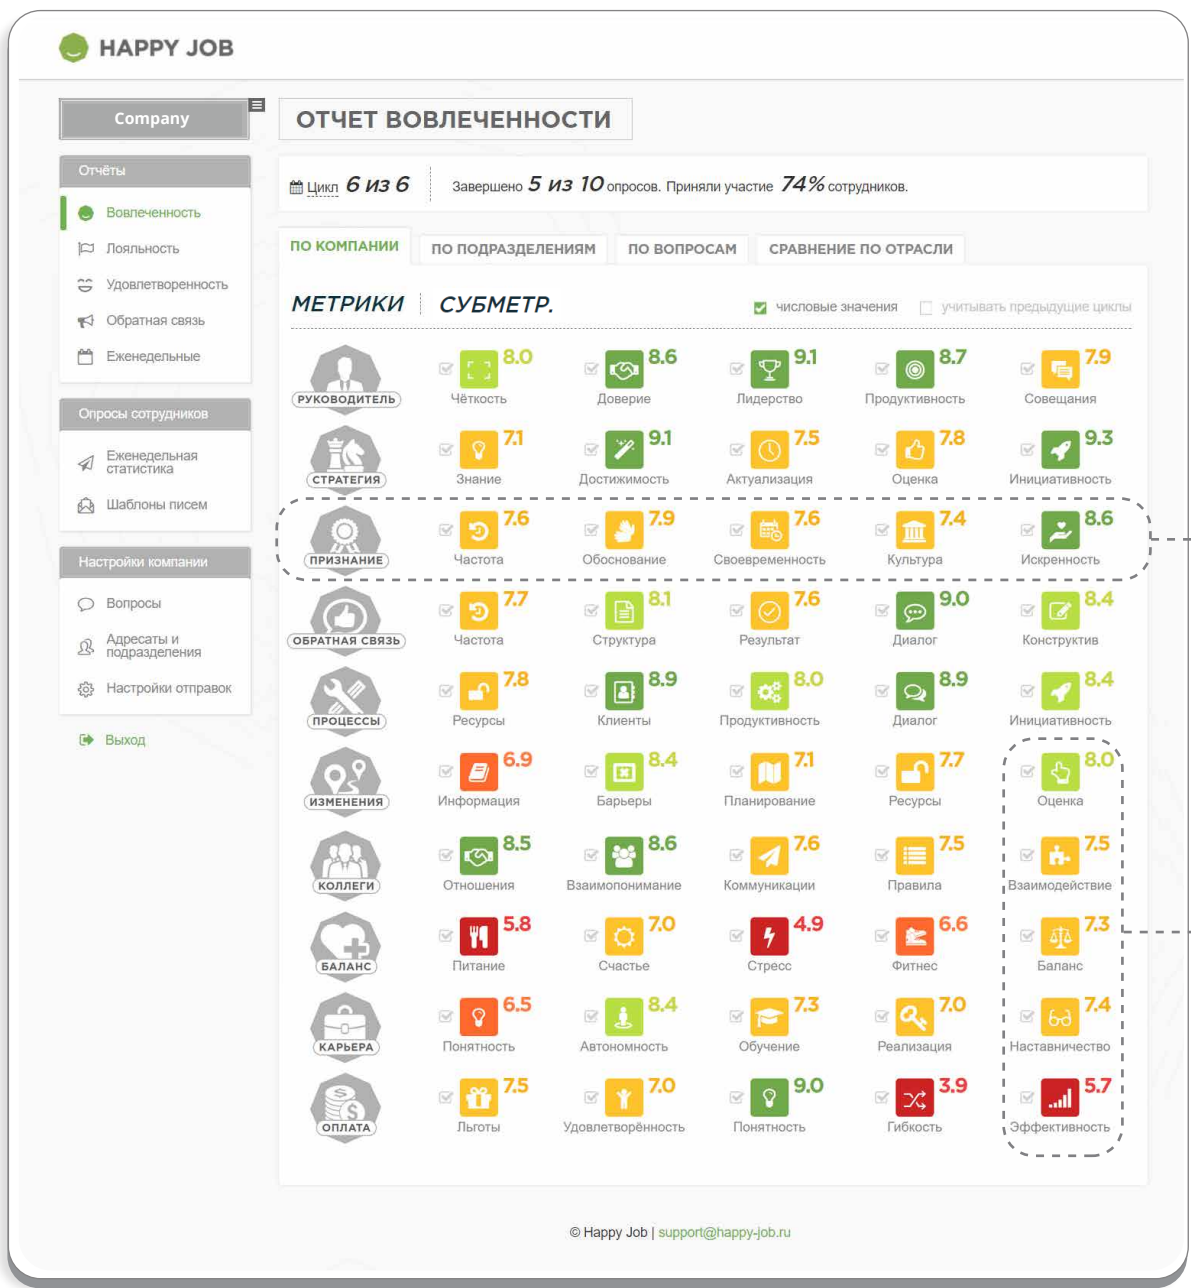 HAPPY JOB
Company
ОТЧЕТ ВОВЛЕЧЕННОСТИ
Отчёты
Вовлеченность
Лояльность
Удовлетворенность
Обратная связь
Еженедельные
Опросы сотрудников
Еженедельная
статистика
Шаблоны писем
Настройки компании
Вопросы
Адресаты и
подразделения
Настройки отправок
Выход
Цикл 6 из 6
Завершено 5 из 10 опросов. Приняли участие 74% сотрудников.
ПО КОМПАНИИ ПО ПОДРАЗДЕЛЕНИЯМ ПО ВОПРОСАМ СРАВНЕНИЕ ПО ОТРАСЛИ
МЕТРИКИ СУБМЕТР. числовые значения учитывать предыдущие циклы
8.0 8.6 9.1 8.7 7.9
РУКОВОДИТЕЛЬ Чёткость Доверие Лидерство Продуктивность Совещания
7.1 9.1 7.5 7.8 9.3
СТРАТЕГИЯ Знание Достижимость Актуализация Оценка Инициативность
7.6 7.9 7.6 7.4 8.6
ПРИЗНАНИЕ Частота Обоснование Своевременность Культура Искренность
7.7 8.1 7.6 9.0 8.4
ОБРАТНАЯ СВЯЗЬ Частота Структура Результат Диалог Конструктив
7.8 8.9 8.0 8.9 8.4
ПРОЦЕССЫ Ресурсы Клиенты Продуктивность Диалог Инициативность
6.9 8.4 7.1 7.7 8.0
ИЗМЕНЕНИЯ Информация Барьеры Планирование Ресурсы Оценка
8.5 8.6 7.6 7.5 7.5
КОЛЛЕГИ Отношения Взаимопонимание Коммуникации Правила Взаимодействие
5.8 7.0 4.9 6.6 7.3
БАЛАНС Питание Счастье Стресс Фитнес Баланс
6.5 8.4 7.3 7.0 7.4
КАРЬЕРА Понятность Автономность Обучение Реализация Наставничество
7.5 7.0 9.0 3.9 5.7
ОПЛАТА Льготы Удовлетворённость Понятность Гибкость Эффективность
© Happy Job | support@happy-job.ru